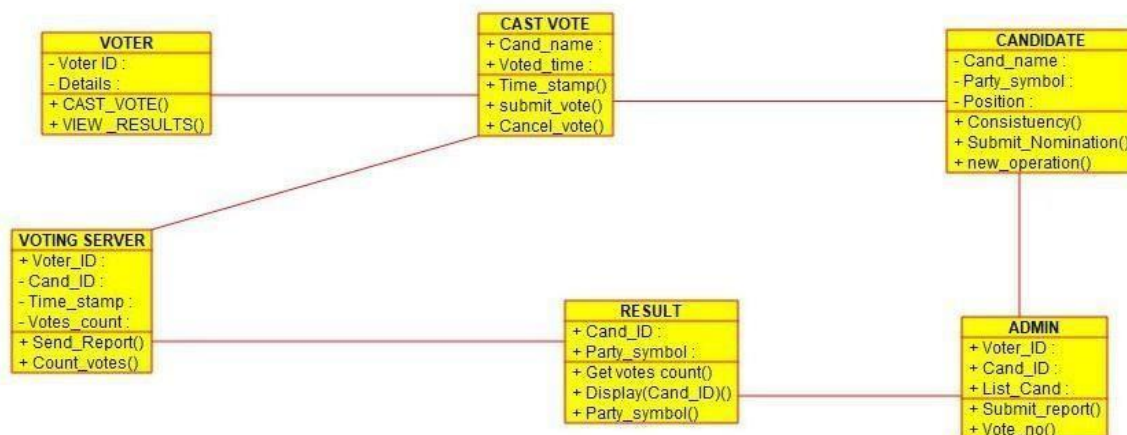 VOTER
- Voter ID :
- Details :
+ CAST_VOTE()
+ VIEW _RESULTS()
CAST VOTE
+ Cand_name :
+ Voted_time :
+ Time_stamp()
+ submit_vote()
+ Cancel_vote()
CANDIDATE
- Cand_name :
- Party_symbol :
- Position :
+ Consistuency()
+ Submit_Nomination()
+ new_operation()
VOTING SERVER
+ Voter_ID :
- Cand_ID :
- Time_stamp :
- Votes_count :
+ Send_Report()
+ Count_votes()
RESULT
+ Cand_ID :
+ Party_symbol :
+ Get votes count()
+ Display(Cand_ID)()
+ Party_symbol()
ADMIN
+ Voter_ID :
+ Cand_ID :
+ List_Cand :
+ Submit_report()
+ Vote_no()